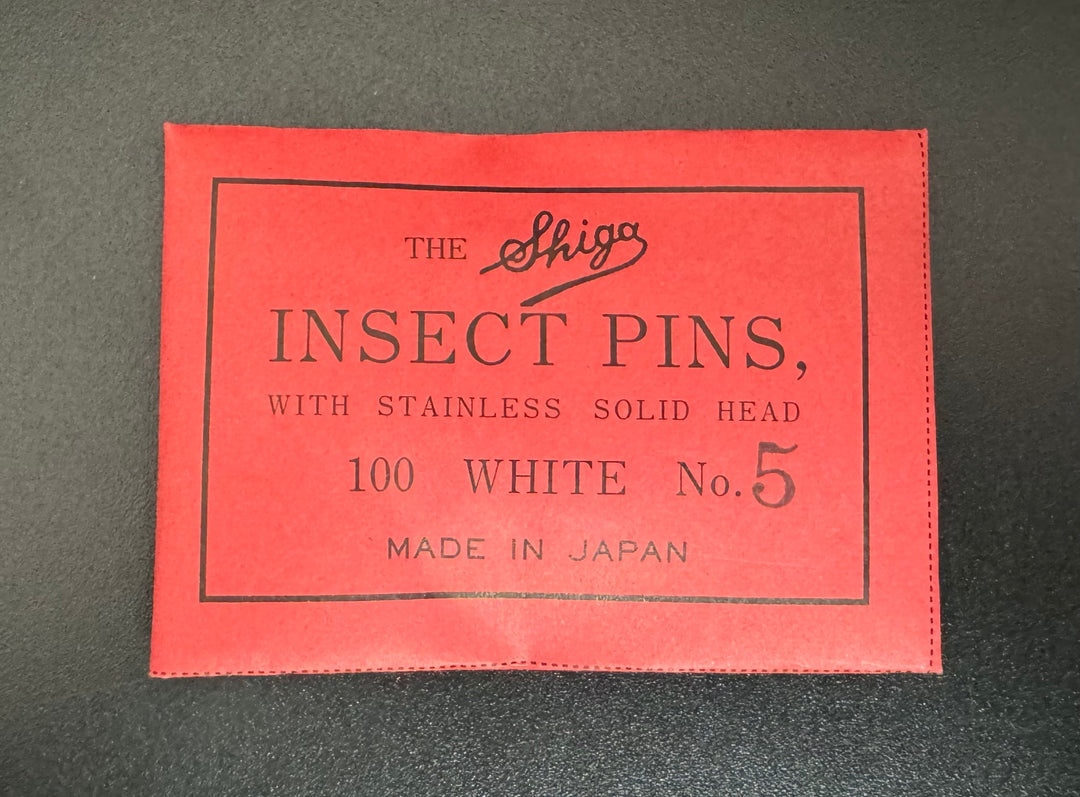 THE Shiga
INSECT PINS,
WITH STAINLESS SOLID HEAD
100 WHITE No. 5
MADE IN JAPAN